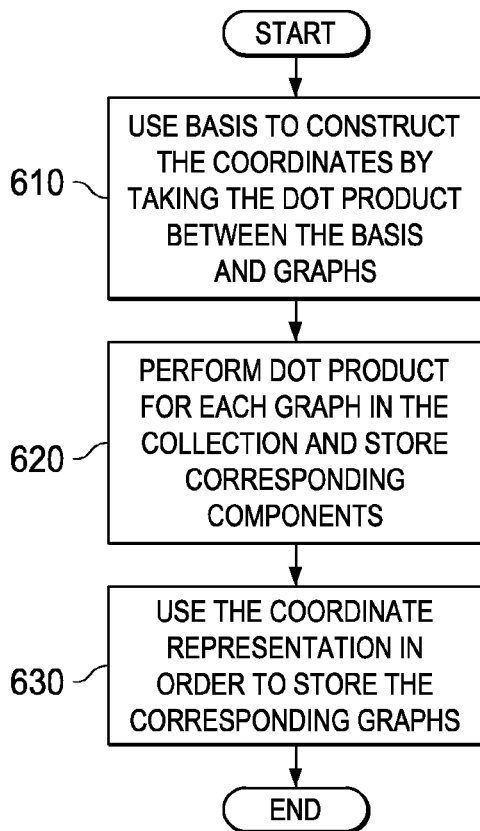 START
610
USE BASIS TO CONSTRUCT
THE COORDINATES BY
TAKING THE DOT PRODUCT
BETWEEN THE BASIS
AND GRAPHS
620
PERFORM DOT PRODUCT
FOR EACH GRAPH IN THE
COLLECTION AND STORE
CORRESPONDING
COMPONENTS
630
USE THE COORDINATE
REPRESENTATION IN
ORDER TO STORE THE
CORRESPONDING GRAPHS
END